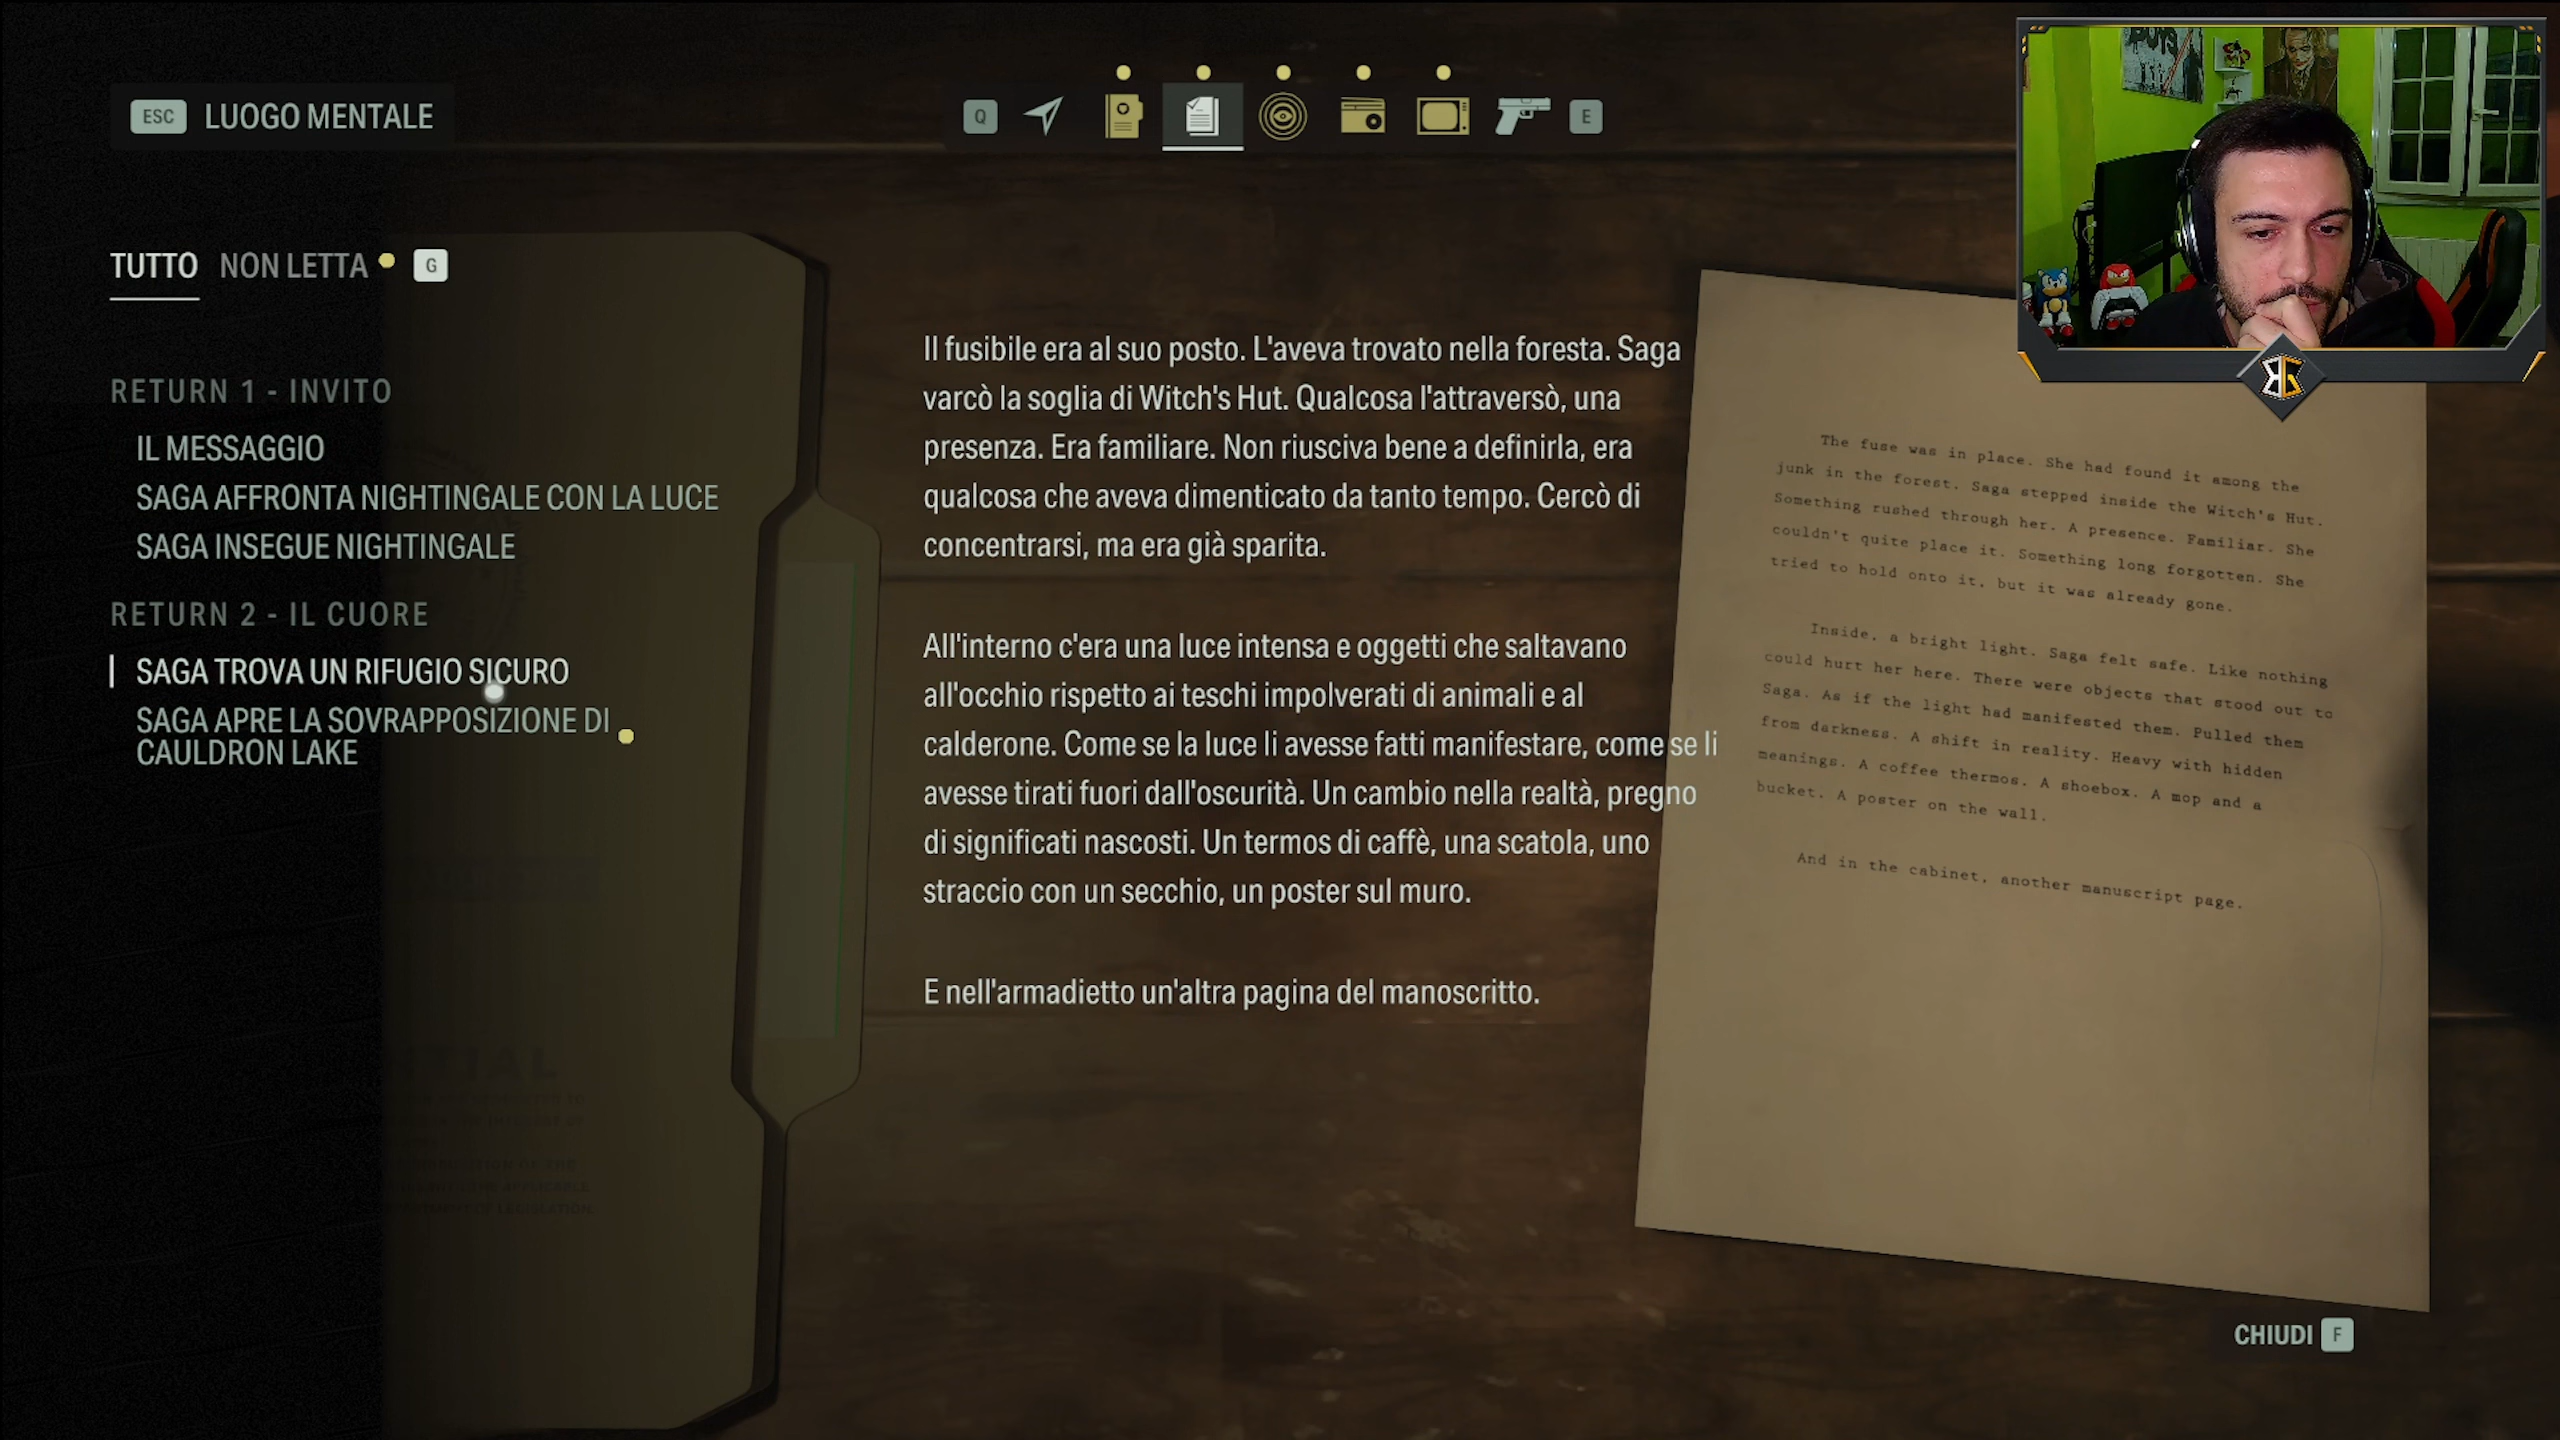 ESC LUOGO MENTALE
Q
E
TUTTO NON LETTA G
RETURN 1 - INVITO
IL MESSAGGIO
SAGA AFFRONTA NIGHTINGALE CON LA LUCE
SAGA INSEGUE NIGHTINGALE
RETURN 2 - IL CUORE
SAGA TROVA UN RIFUGIO SICURO
SAGA APRE LA SOVRAPPOSIZIONE DI
CAULDRON LAKE
Il fusibile era al suo posto. L'aveva trovato nella foresta. Saga
varcò la soglia di Witch's Hut. Qualcosa l'attraversò, una
presenza. Era familiare. Non riusciva bene a definirla, era
qualcosa che aveva dimenticato da tanto tempo. Cercò di
concentrarsi, ma era già sparita.
All'interno c'era una luce intensa e oggetti che saltavano
all'occhio rispetto ai teschi impolverati di animali e al
calderone. Come se la luce li avesse fatti manifestare, come se li
avesse tirati fuori dall'oscurità. Un cambio nella realtà, pregno
di significati nascosti. Un termos di caffè, una scatola, uno
straccio con un secchio, un poster sul muro.
E nell'armadietto un'altra pagina del manoscritto.
The fuse was in place. She had found it among the
junk in the forest. Saga stepped inside the Witch's Hut.
Something rushed through her. A presence. Familiar. She
couldn't quite place it. Something long forgotten. She
tried to hold onto it, but it was already gone.
Inside, a bright light. Saga felt safe. Like nothing
could hurt her here. There were objects that stood out to
Saga. As if the light had manifested them. Pulled them
from darkness. A shift in reality. Heavy with hidden
meanings. A coffee thermos. A shoebox. A mop and a
bucket. A poster on the wall.
And in the cabinet, another manuscript page.
CHIUDI F